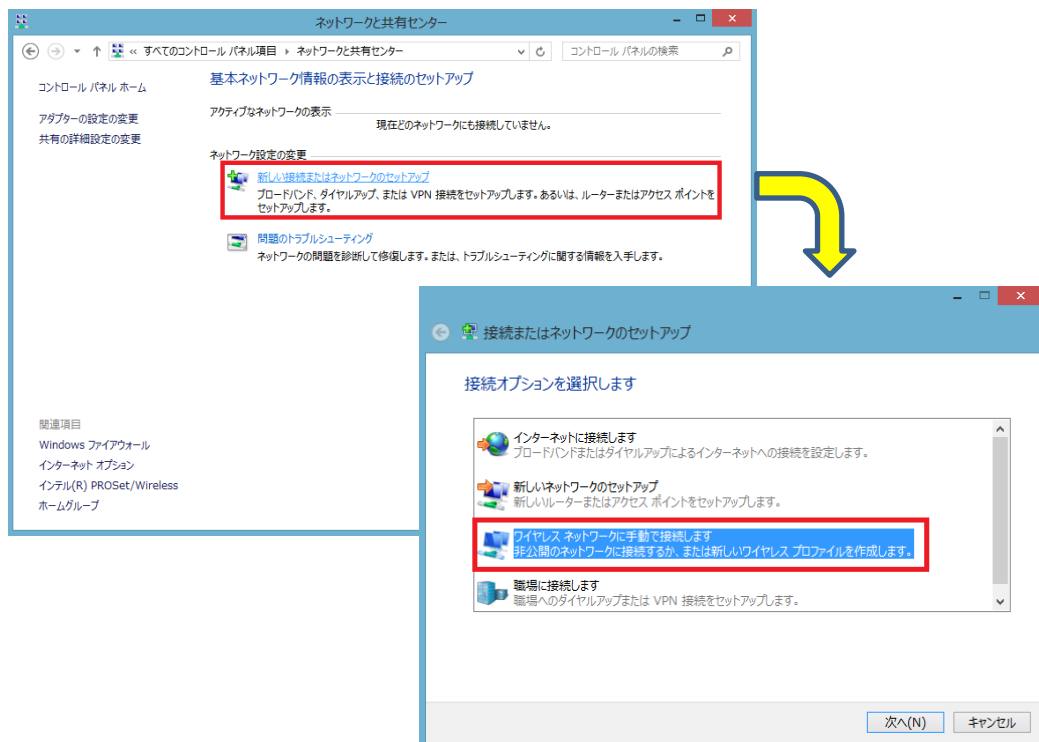 ネットワークと共有センター
« すべてのコントロール パネル項目 ▸ ネットワークと共有センター
コントロール パネルの検索
コントロール パネル ホーム
アダプターの設定の変更
共有の詳細設定の変更
基本ネットワーク情報の表示と接続のセットアップ
アクティブなネットワークの表示
現在どのネットワークにも接続していません。
ネットワーク設定の変更
新しい接続またはネットワークのセットアップ
ブロードバンド、ダイヤルアップ、または VPN 接続をセットアップします。あるいは、ルーターまたはアクセス ポイントを
セットアップします。
問題のトラブルシューティング
ネットワークの問題を診断して修復します。または、トラブルシューティングに関する情報を入手します。
関連項目
Windows ファイアウォール
インターネット オプション
インテル(R) PROSet/Wireless
ホームグループ
接続またはネットワークのセットアップ
接続オプションを選択します
インターネットに接続します
ブロードバンドまたはダイヤルアップによるインターネットへの接続を設定します。
新しいネットワークのセットアップ
新しいルーターまたはアクセス ポイントをセットアップします。
ワイヤレス ネットワークに手動で接続します
非公開のネットワークに接続するか、または新しいワイヤレス プロファイルを作成します。
職場に接続します
職場へのダイヤルアップまたは VPN 接続をセットアップします。
次へ(N)
キャンセル